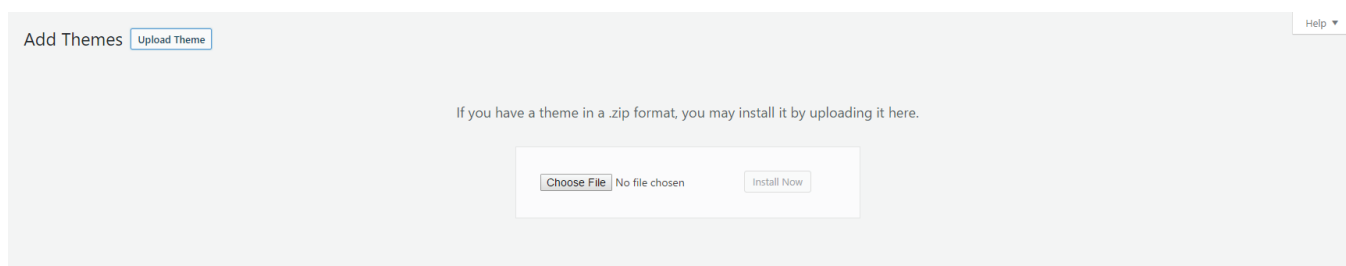 Help ▼
Add Themes Upload Theme
If you have a theme in a .zip format, you may install it by uploading it here.
Choose File No file chosen Install Now